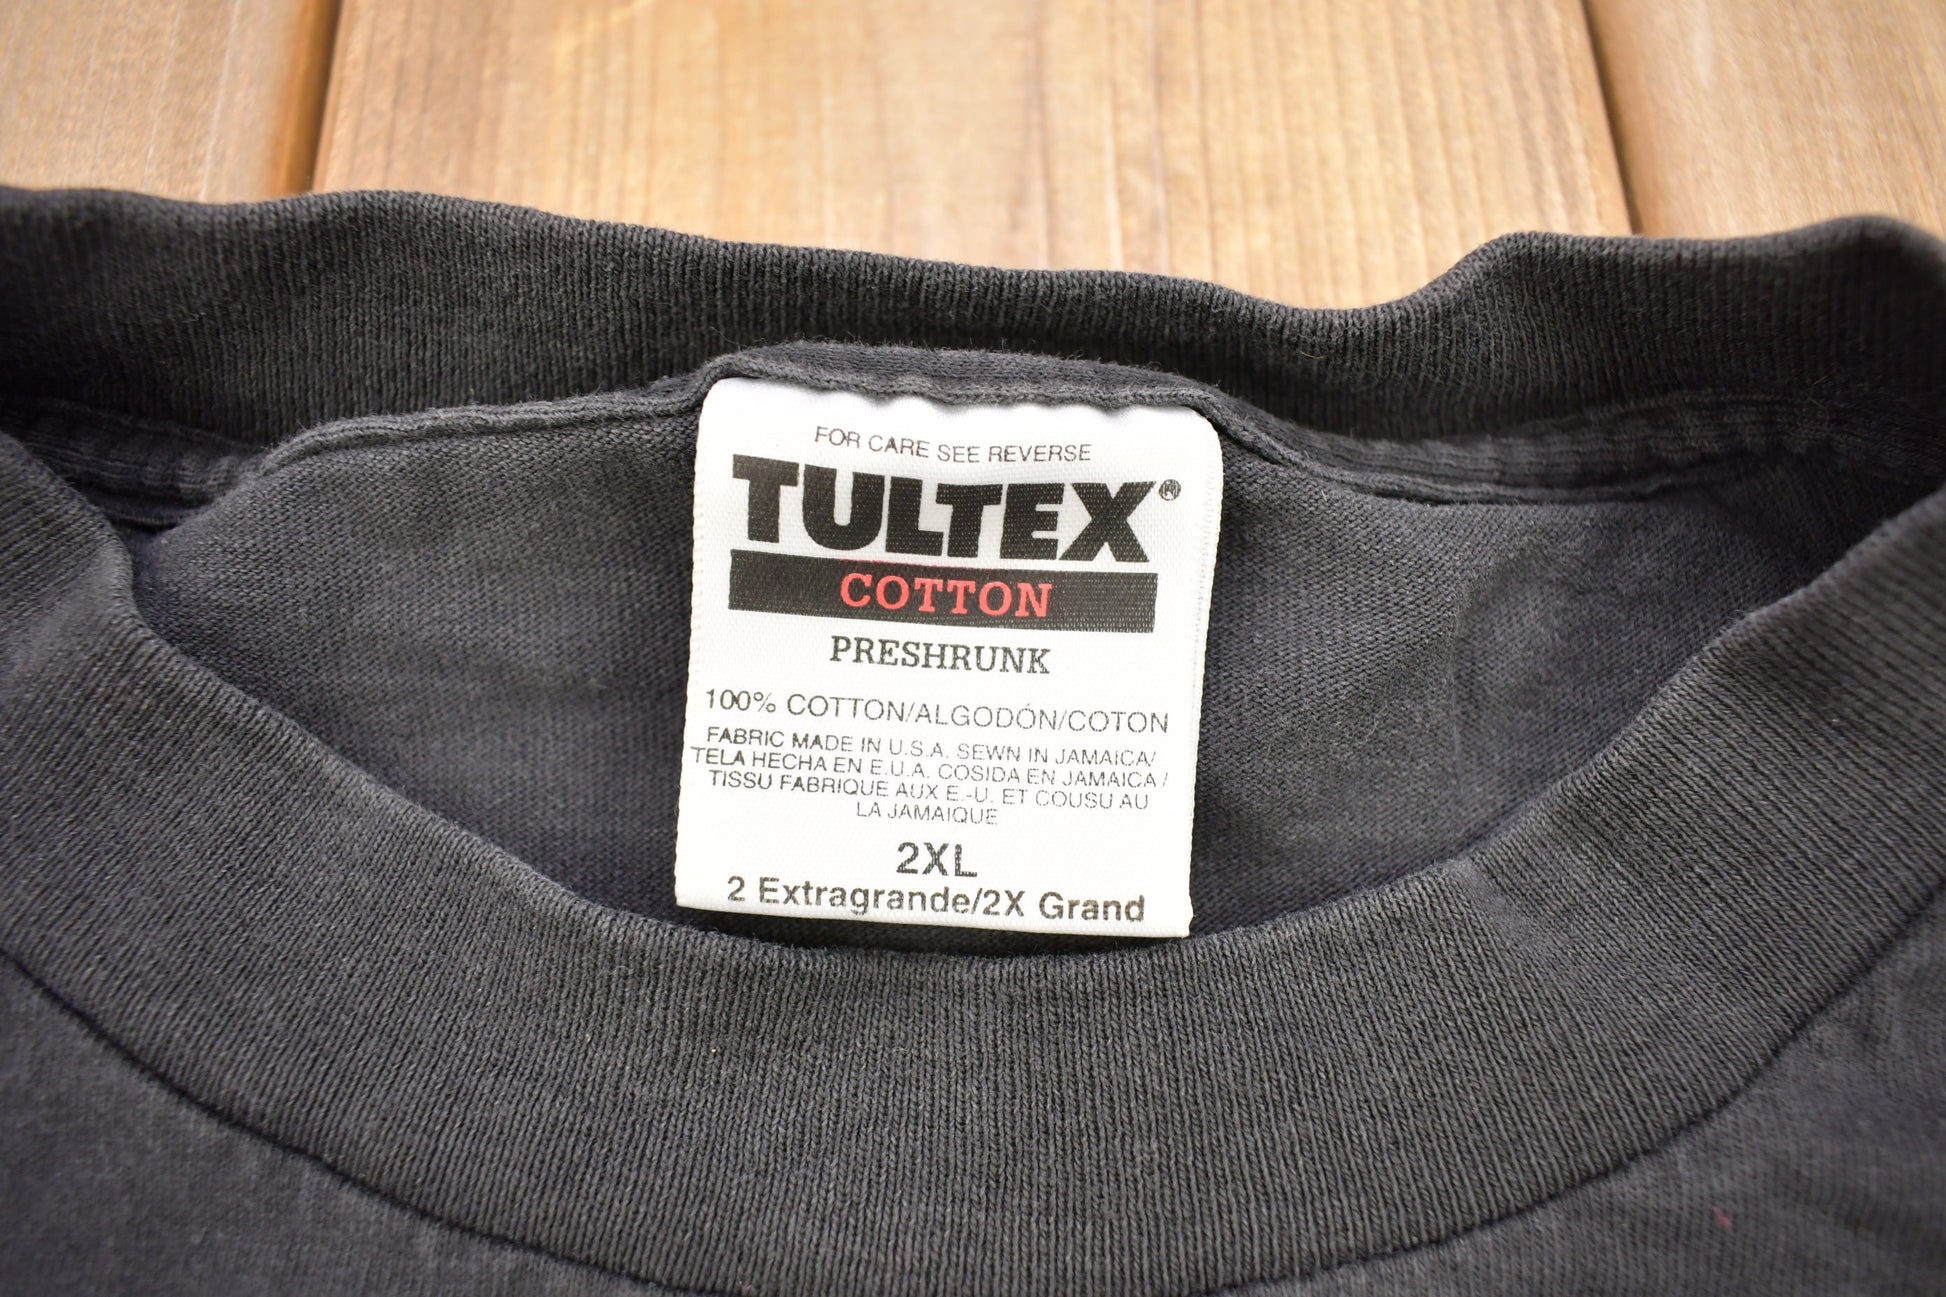 FOR CARE SEE REVERSE
TULTEX®
COTTON
PRESHRUNK
100% COTTON/ALGODÓN/COTON
FABRIC MADE IN U.S.A. SEWN IN JAMAICA/
TELA HECHA EN E.U.A. COSIDA EN JAMAICA/
TISSU FABRIQUE AUX E.-U. ET COUSU AU
LA JAMAIQUE
2XL
2 Extragrande/2X Grand